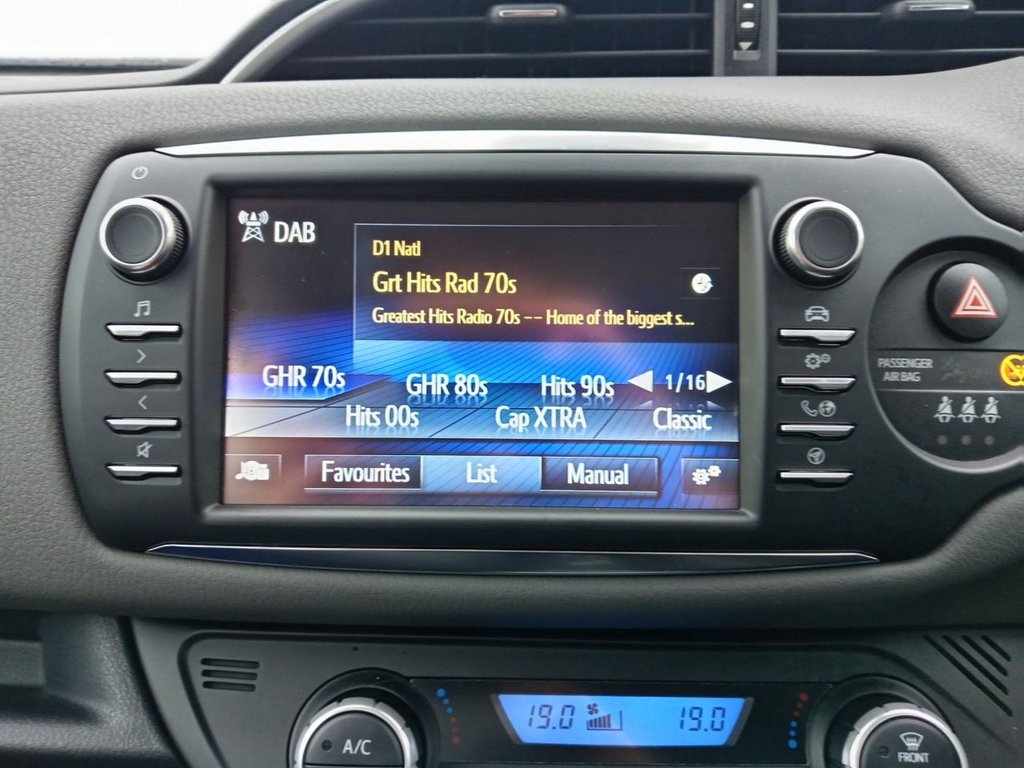 DAB
D1 Natl
Grt Hits Rad 70s
Greatest Hits Radio 70s -- Home of the biggest s...
GHR 70s GHR 80s Hits 90s 1/16
Hits 00s Cap XTRA Classic
Favourites List Manual
PASSENGER
AIR BAG
19.0 19.0
A/C
FRONT